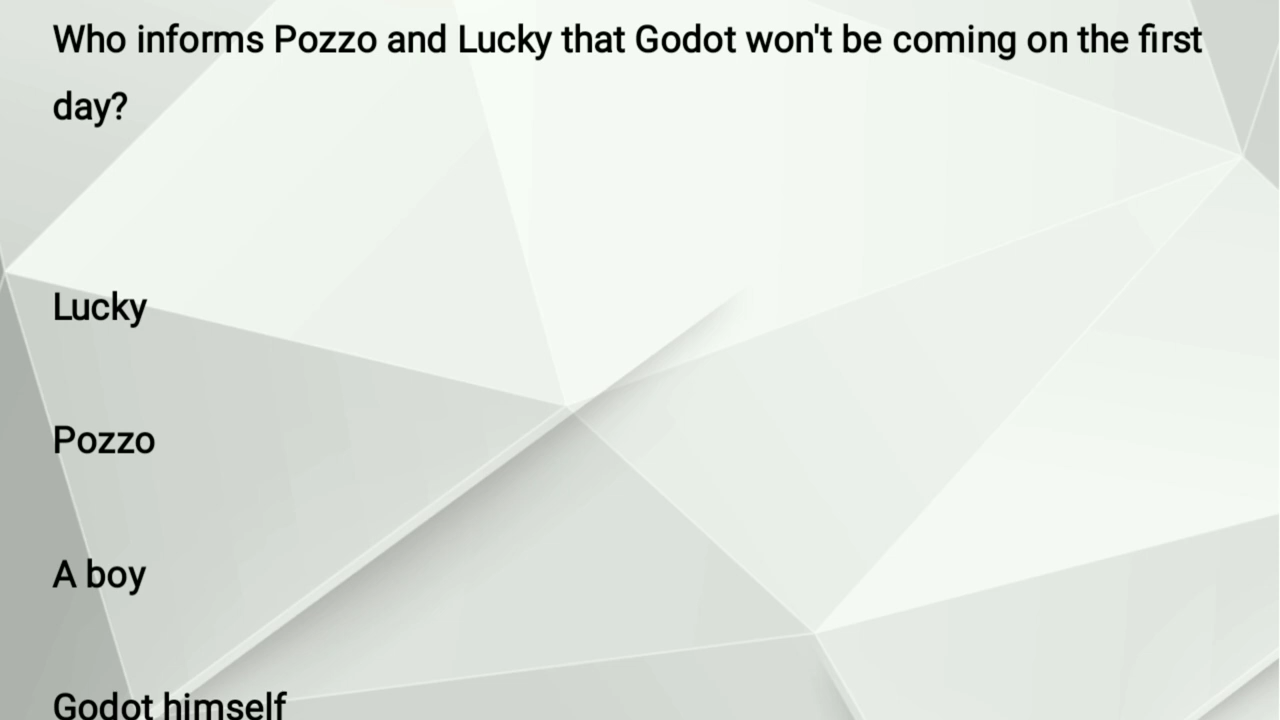 Who informs Pozzo and Lucky that Godot won't be coming on the first
day?
Lucky
Pozzo
A boy
Godot himself